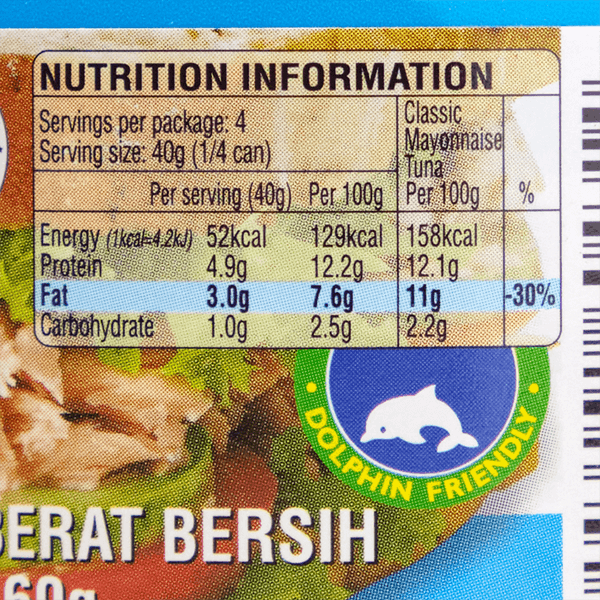 NUTRITION INFORMATION
Servings per package: 4
Serving size: 40g (1/4 can)
Classic
Mayonnaise
Tuna
Per serving (40g) Per 100g Per 100g %
Energy (1kcal=4.2kJ) 52kcal 129kcal 158kcal
Protein 4.9g 12.2g 12.1g
Fat 3.0g 7.6g 11g -30%
Carbohydrate 1.0g 2.5g 2.2g
DOLPHIN FRIENDLY
BERAT BERSIH
60g